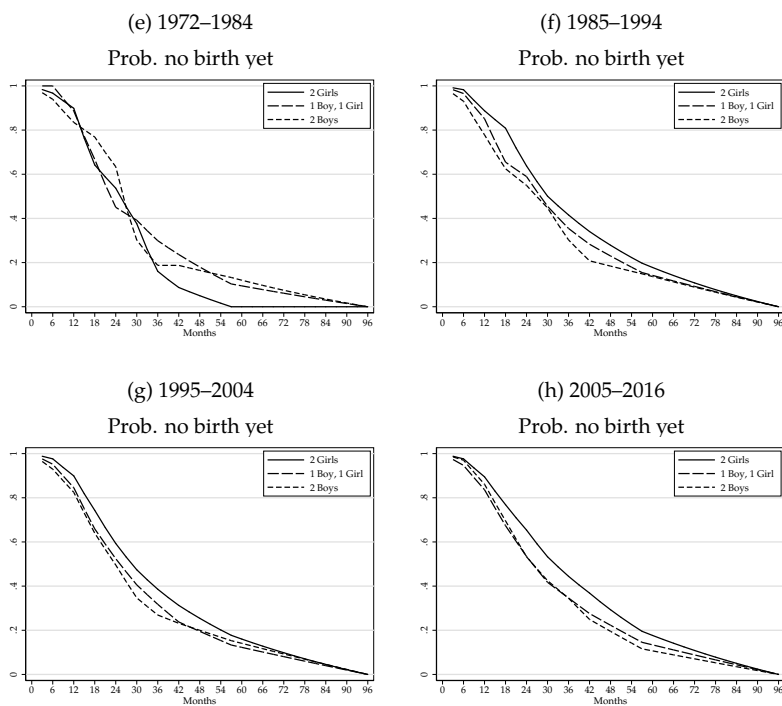 (e) 1972–1984
Prob. no birth yet
1
.8
.6
.4
.2
0
2 Girls
1 Boy, 1 Girl
2 Boys
0 6 12 18 24 30 36 42 48 54 60 66 72 78 84 90 96
Months
(f) 1985–1994
Prob. no birth yet
1
.8
.6
.4
.2
0
2 Girls
1 Boy, 1 Girl
2 Boys
0 6 12 18 24 30 36 42 48 54 60 66 72 78 84 90 96
Months
(g) 1995–2004
Prob. no birth yet
1
.8
.6
.4
.2
0
2 Girls
1 Boy, 1 Girl
2 Boys
0 6 12 18 24 30 36 42 48 54 60 66 72 78 84 90 96
Months
(h) 2005–2016
Prob. no birth yet
1
.8
.6
.4
.2
0
2 Girls
1 Boy, 1 Girl
2 Boys
0 6 12 18 24 30 36 42 48 54 60 66 72 78 84 90 96
Months